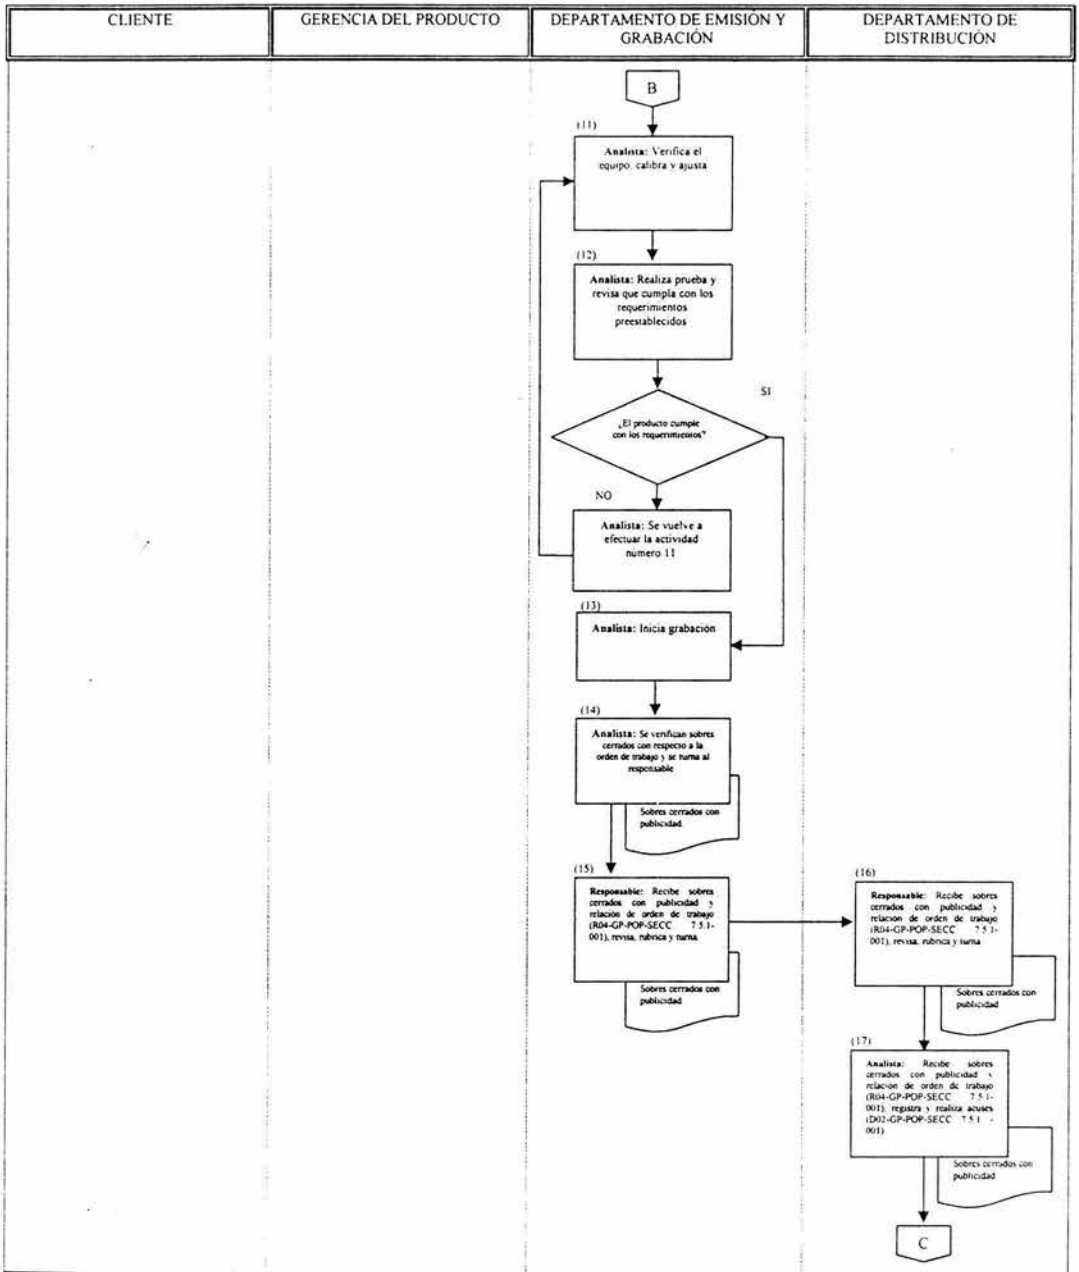 CLIENTE
GERENCIA DEL PRODUCTO
DEPARTAMENTO DE EMISIÓN Y
GRABACIÓN
DEPARTAMENTO DE
DISTRIBUCIÓN
B
(11)
Analista: Verifica el
equipo, calibra y ajusta
(12)
Analista: Realiza prueba y
revisa que cumpla con los
requerimientos
preestablecidos
SI
¿El producto cumple
con los requerimientos?
NO
Analista: Se vuelve a
efectuar la actividad
número 11
(13)
Analista: Inicia grabación
(14)
Analista: Se verifican sobres
cerrados con respecto a la
orden de trabajo y se turna al
responsable
Sobres cerrados con
publicidad
(15)
Responsable: Recibe sobres
cerrados con publicidad y
relación de orden de trabajo
(R04-GP-POP-SECC 7.5.1-
001), revisa, rubrica y turna.
Sobres cerrados con
publicidad
(16)
Responsable: Recibe sobres
cerrados con publicidad y
relación de orden de trabajo
(R04-GP-POP-SECC 7.5.1-
001), revisa, rubrica y turna
Sobres cerrados con
publicidad
(17)
Analista: Recibe sobres
cerrados con publicidad y
relación de orden de trabajo
(R04-GP-POP-SECC 7.5.1-
001), registra y realiza acuses
(D02-GP-POP-SECC 7.5.1 -
001).
Sobres cerrados con
publicidad
C